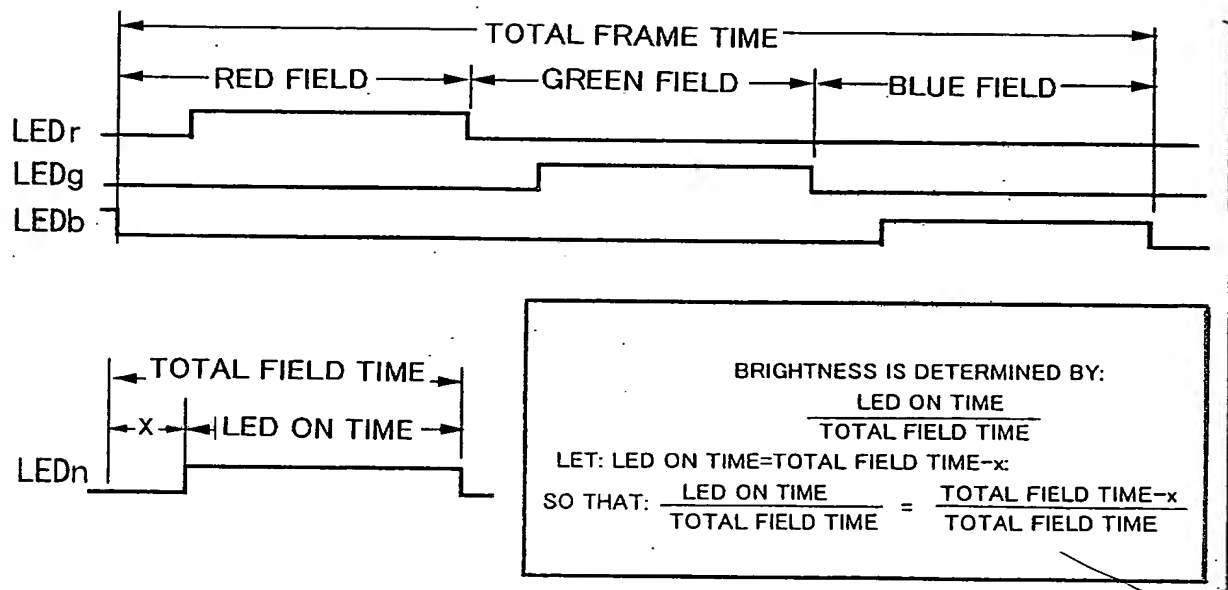 TOTAL FRAME TIME
RED FIELD GREEN FIELD BLUE FIELD
LEDr
LEDg
LEDb
TOTAL FIELD TIME
x LED ON TIME
LEDn
BRIGHTNESS IS DETERMINED BY:
LED ON TIME
TOTAL FIELD TIME
LET: LED ON TIME=TOTAL FIELD TIME-x:
SO THAT: LED ON TIME = TOTAL FIELD TIME-x
TOTAL FIELD TIME TOTAL FIELD TIME